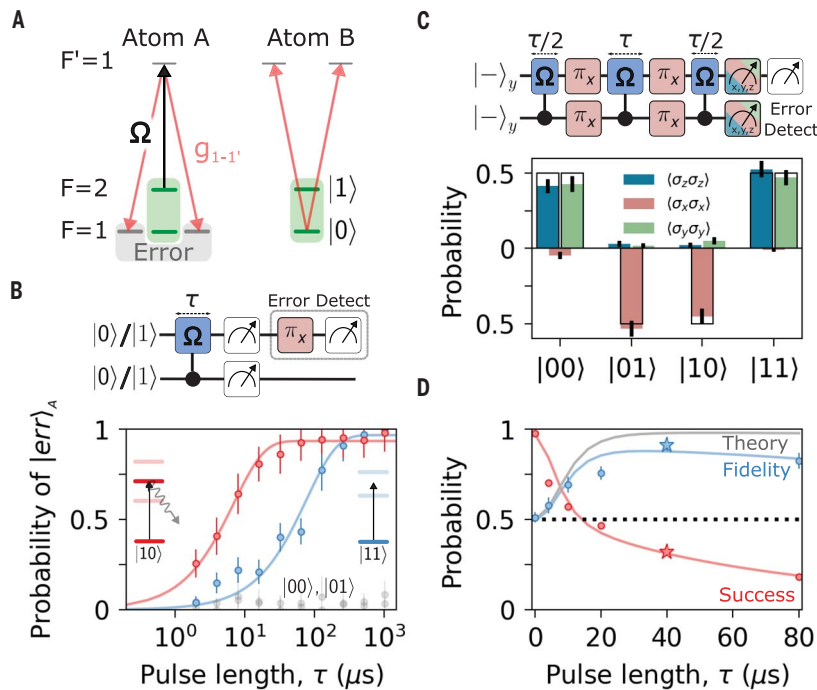 A
Atom A
Atom B
F'=1
Ω
g1-1'
F=2
|1⟩
F=1
|0⟩
Error
B
τ
Error Detect
|0⟩/|1⟩
Ω
πx
|0⟩/|1⟩
Probability of |err⟩A
1
0.5
0
|10⟩
|11⟩
|00⟩, |01⟩
10⁰
10¹
10²
10³
Pulse length, τ (μs)
C
τ/2
τ
τ/2
|−⟩y
Ω
πx
Ω
πx
Ω
x,y,z
|−⟩y
πx
πx
x,y,z
Error
Detect
Probability
0.5
0
0.5
⟨σzσz⟩
⟨σxσx⟩
⟨σyσy⟩
|00⟩
|01⟩
|10⟩
|11⟩
D
Probability
1
0.5
0
Theory
Fidelity
Success
0
20
40
60
80
Pulse length, τ (μs)